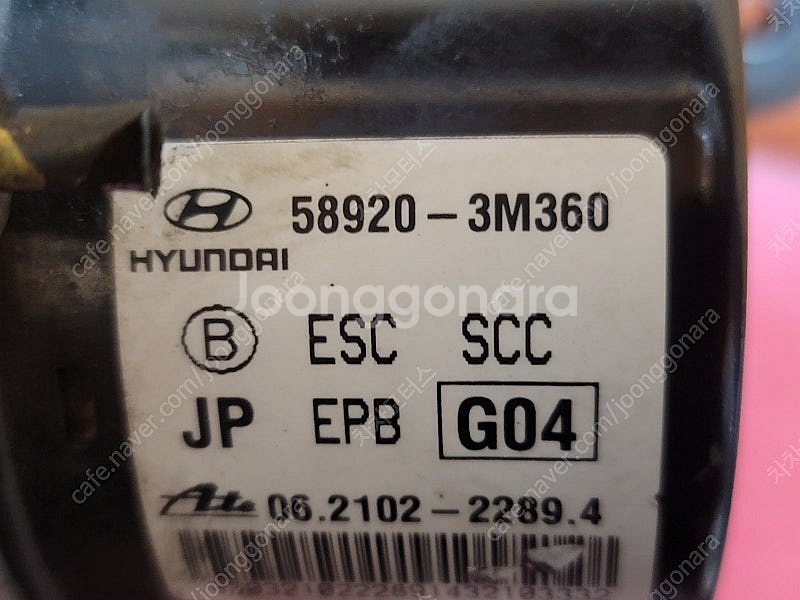 58920-3M360
HYUNDAI
Joonggonara
B ESC SCC
JP EPB G04
Ate 06.2102-2289.4
cafe.naver.com/joonggonara